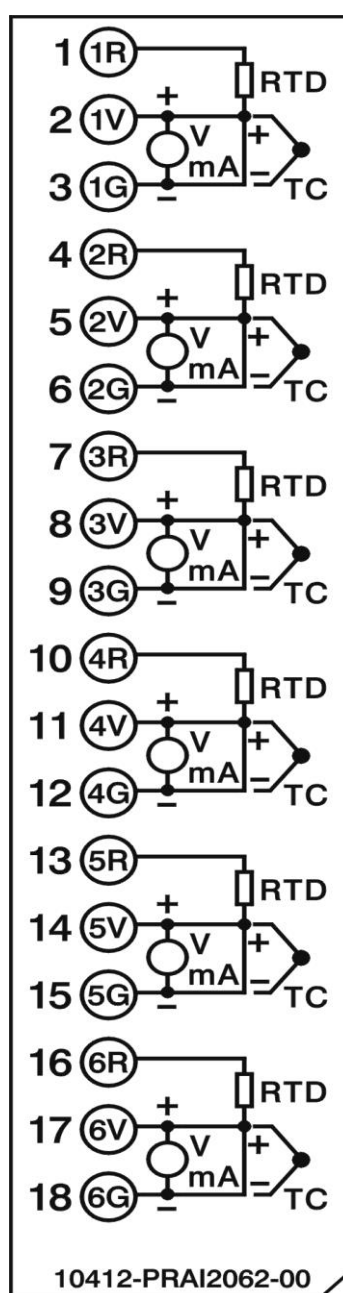 1 1R RTD
+
2 1V V +
mA
3 1G − − TC
4 2R RTD
+
5 2V V +
mA
6 2G − − TC
7 3R RTD
+
8 3V V +
mA
9 3G − − TC
10 4R RTD
+
11 4V V +
mA
12 4G − − TC
13 5R RTD
+
14 5V V +
mA
15 5G − − TC
16 6R RTD
+
17 6V V +
mA
18 6G − − TC
10412-PRAI2062-00